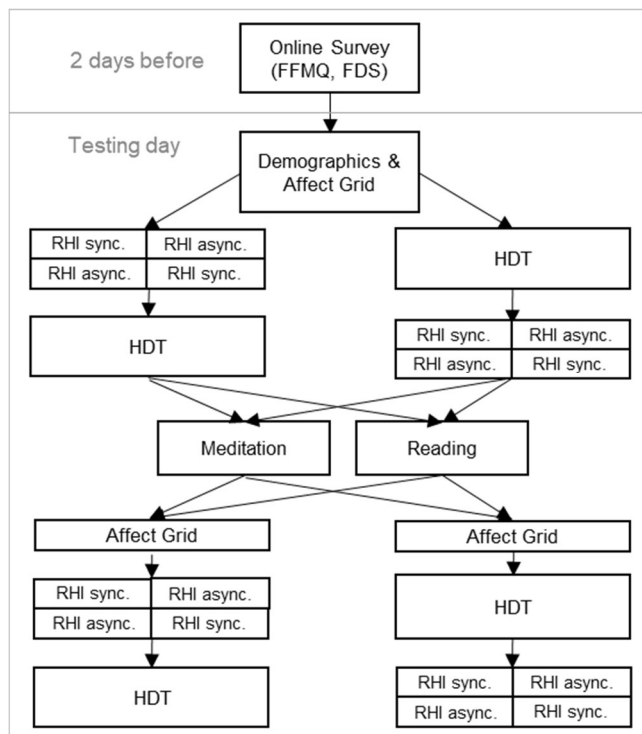 2 days before
Online Survey
(FFMQ, FDS)
Testing day
Demographics &
Affect Grid
RHI sync. RHI async.
RHI async. RHI sync.
HDT
HDT
RHI sync. RHI async.
RHI async. RHI sync.
Meditation
Reading
Affect Grid
Affect Grid
RHI sync. RHI async.
RHI async. RHI sync.
HDT
HDT
RHI sync. RHI async.
RHI async. RHI sync.